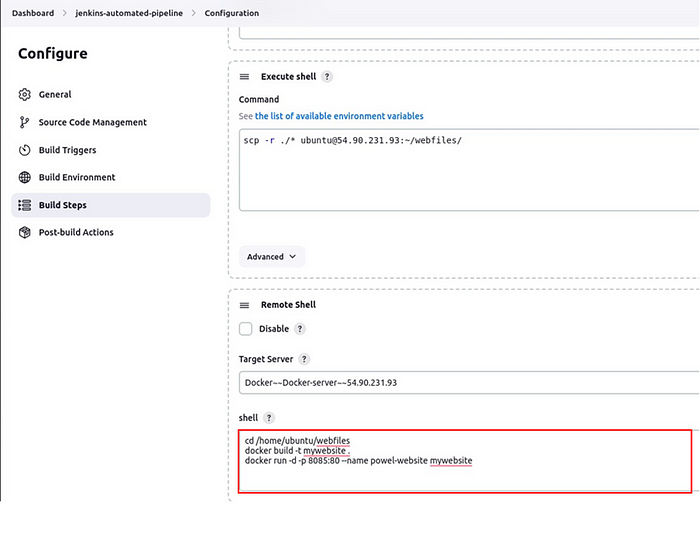 Dashboard > jenkins-automated-pipeline > Configuration
Configure
General
Source Code Management
Build Triggers
Build Environment
Build Steps
Post-build Actions
Execute shell ?
Command
See the list of available environment variables
scp -r ./* ubuntu@54.90.231.93:~/webfiles/
Advanced
Remote Shell
Disable ?
Target Server ?
Docker~~Docker-server~~54.90.231.93
shell ?
cd /home/ubuntu/webfiles
docker build -t mywebsite .
docker run -d -p 8085:80 --name powel-website mywebsite